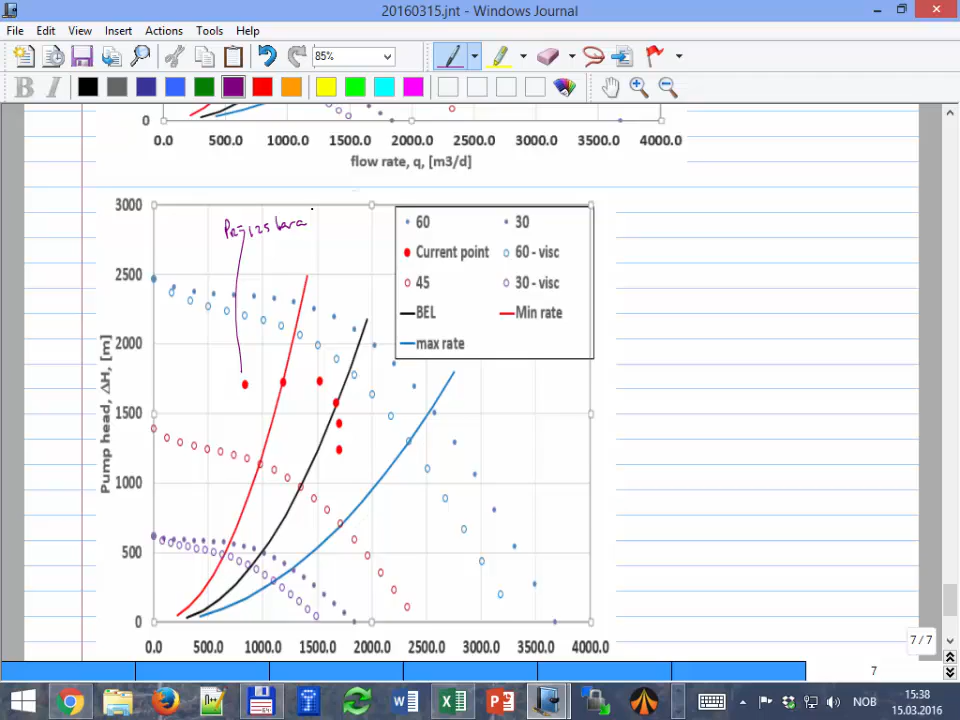 20160315.jnt - Windows Journal
File Edit View Insert Actions Tools Help
85%
B I
0
0.0 500.0 1000.0 1500.0 2000.0 2500.0 3000.0 3500.0 4000.0
flow rate, q, [m3/d]
3000
2500
2000
1500
1000
500
0
Pump head, ΔH, [m]
PR=125 bara
60 30
Current point 60 - visc
45 30 - visc
BEL Min rate
max rate
0.0 500.0 1000.0 1500.0 2000.0 2500.0 3000.0 3500.0 4000.0
7 / 7
7
NOB
15:38
15.03.2016